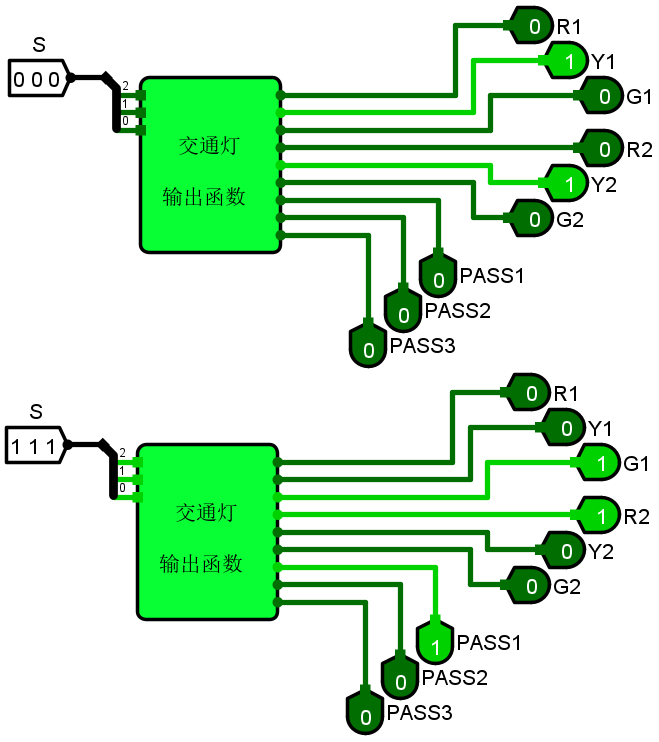 S
0 0 0
2
1
0
交通灯
输出函数
0 R1
1 Y1
0 G1
0 R2
1 Y2
0 G2
0 PASS1
0 PASS2
0 PASS3
S
1 1 1
2
1
0
交通灯
输出函数
0 R1
0 Y1
1 G1
1 R2
0 Y2
0 G2
1 PASS1
0 PASS2
0 PASS3